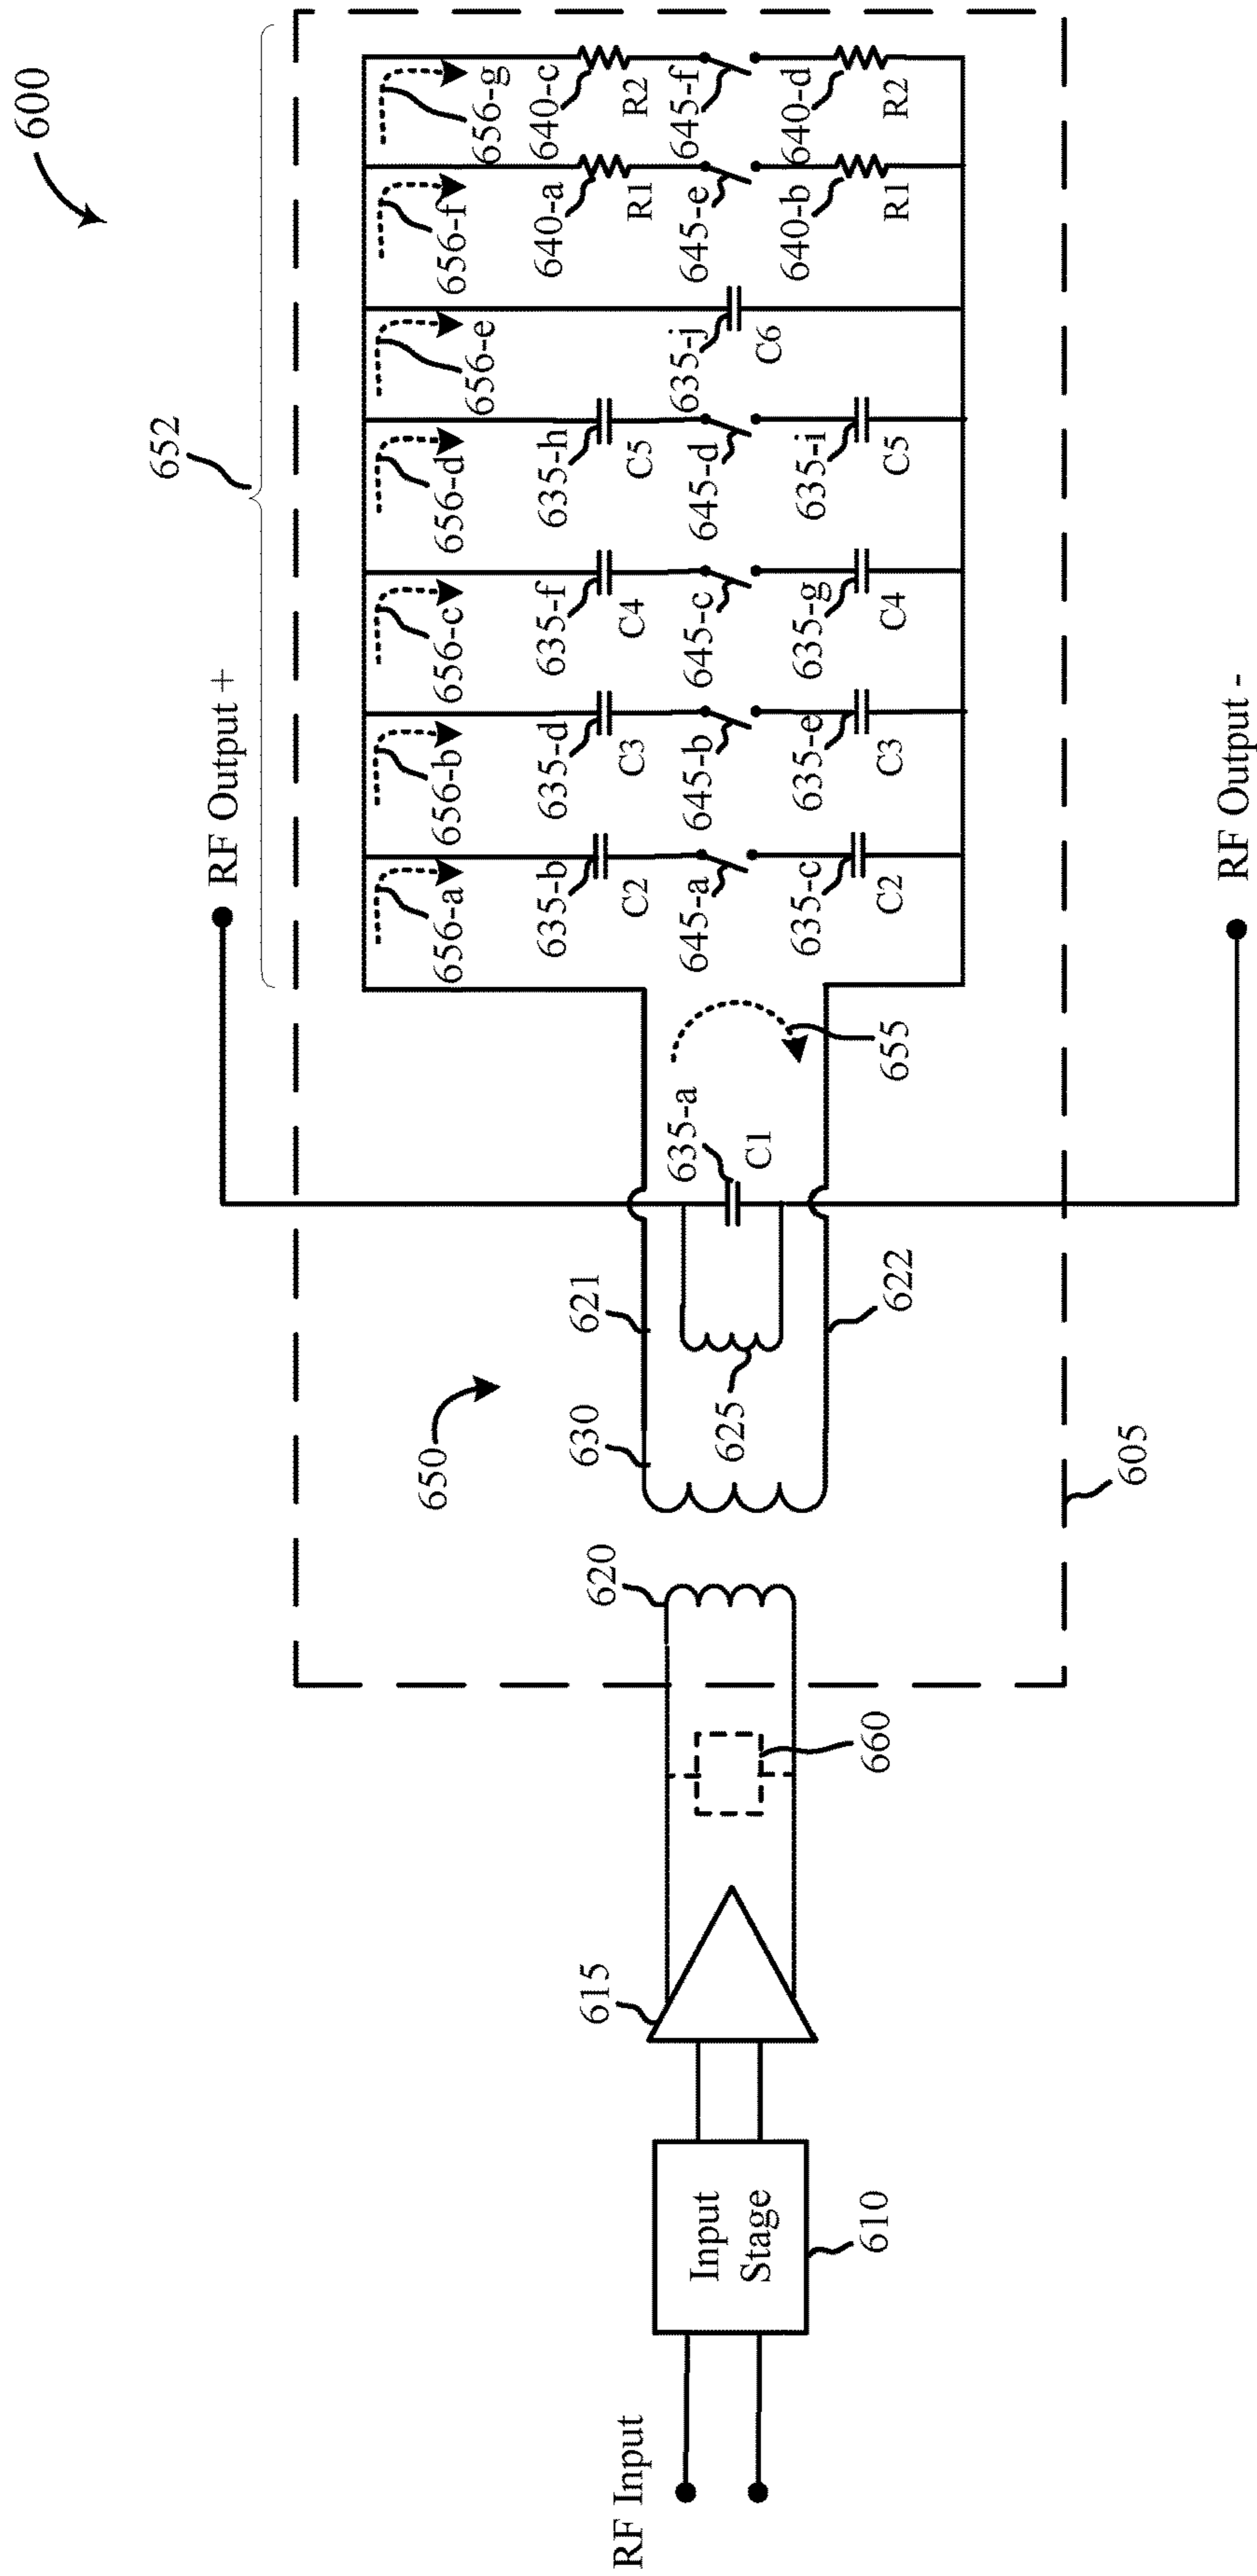 600
652
656-a
656-b
656-c
656-d
656-e
656-f
656-g
RF Output +
635-b
C2
635-d
C3
635-f
C4
635-h
C5
640-a
R1
640-c
R2
645-a
645-b
645-c
645-d
635-j
C6
645-e
645-f
635-c
C2
635-e
C3
635-g
C4
635-i
C5
640-b
R1
640-d
R2
RF Output -
650
630
621
635-a
C1
655
625
622
605
620
660
615
Input
Stage
610
RF Input